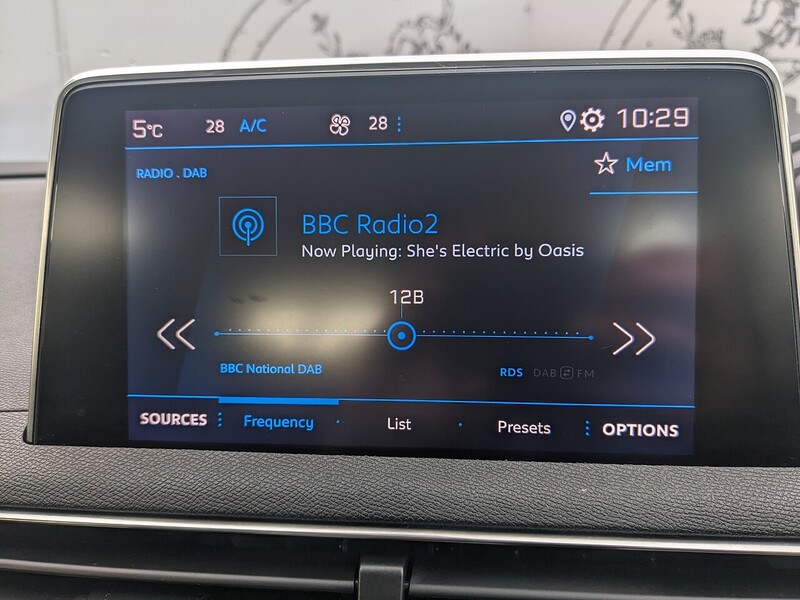 5°C 28 A/C 28 10:29
RADIO . DAB Mem
BBC Radio2
Now Playing: She's Electric by Oasis
12B
BBC National DAB RDS DAB FM
SOURCES Frequency List Presets OPTIONS